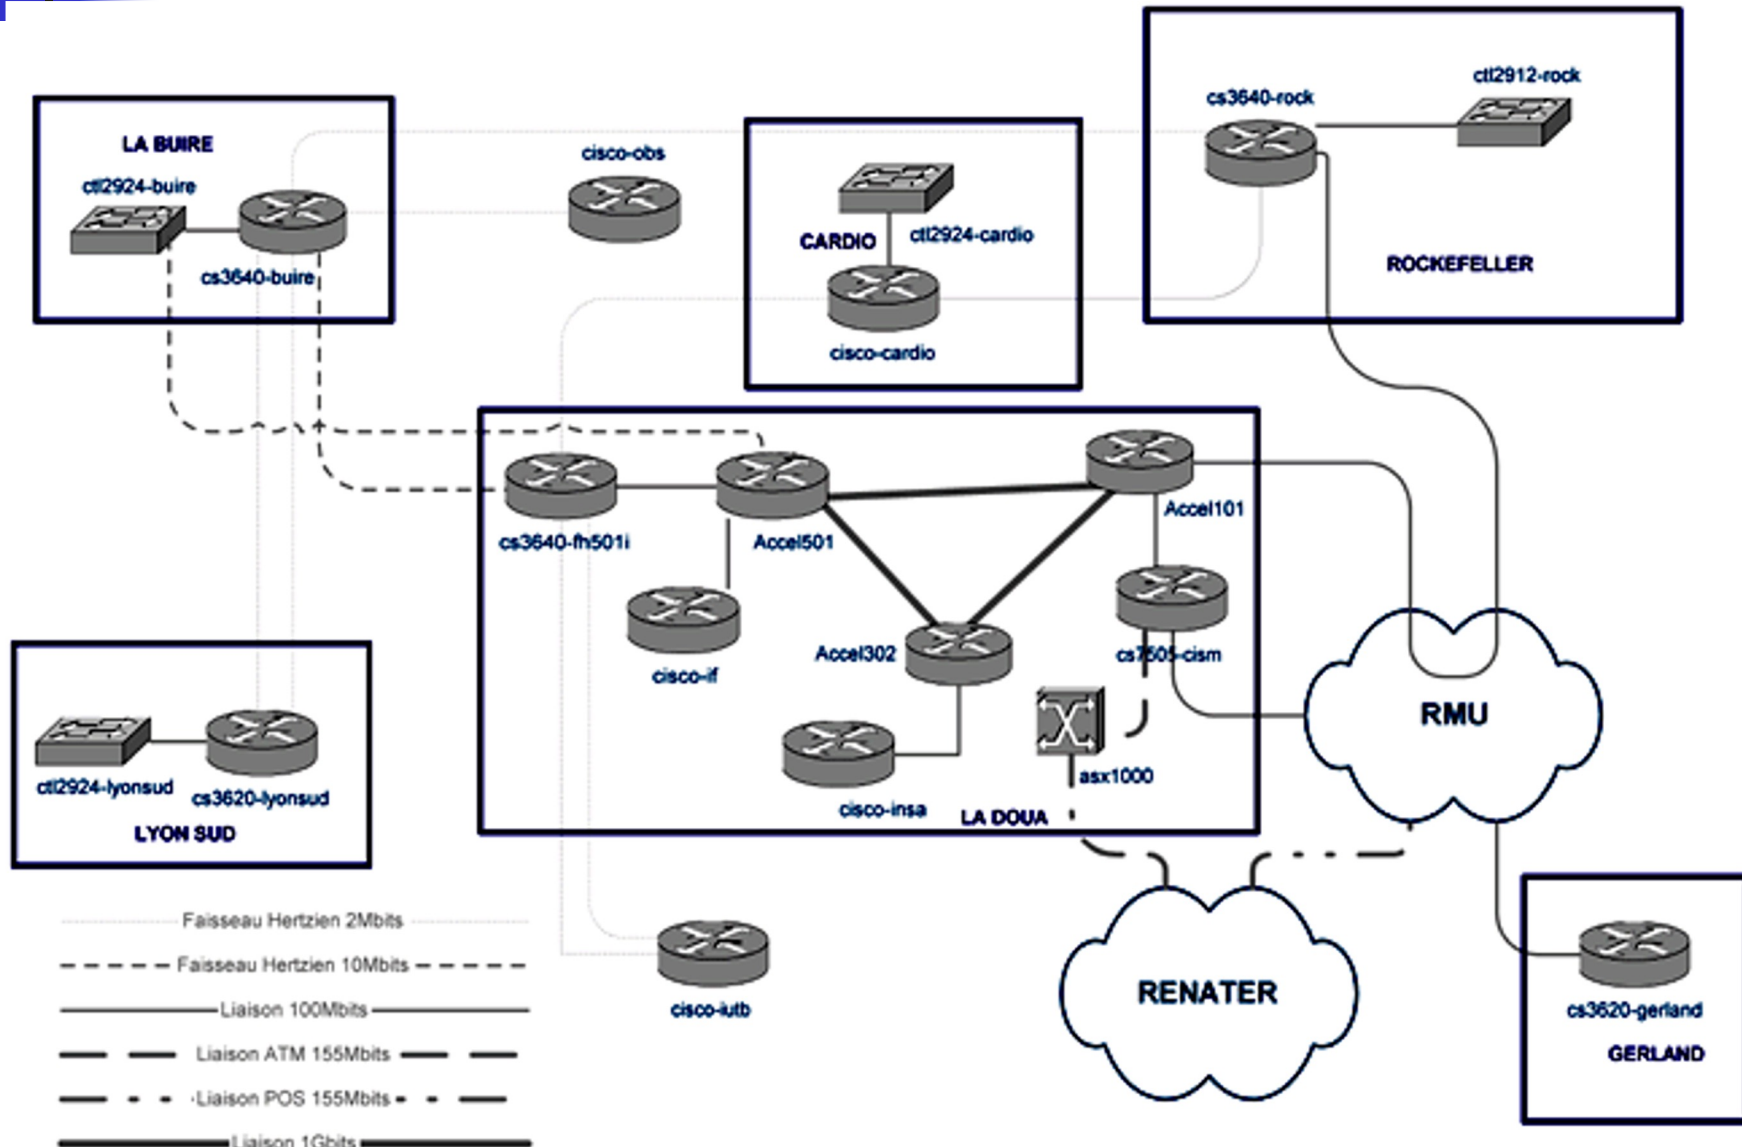 ctl2912-rock
cs3640-rock
LA BUIRE
cisco-obs
ctl2924-buire
ctl2924-cardio
CARDIO
ROCKEFELLER
cs3640-buire
cisco-cardio
Accel101
cs3640-fh501i
Accel501
Accel302
cs7505-cism
cisco-if
RMU
asx1000
ctl2924-lyonsud
cs3620-lyonsud
cisco-insa
LA DOUA
LYON SUD
Faisseau Hertzien 2Mbits
Faisseau Hertzien 10Mbits
RENATER
cisco-iutb
Liaison 100Mbits
cs3620-gerland
Liaison ATM 155Mbits
GERLAND
Liaison POS 155Mbits
Liaison 1Gbits